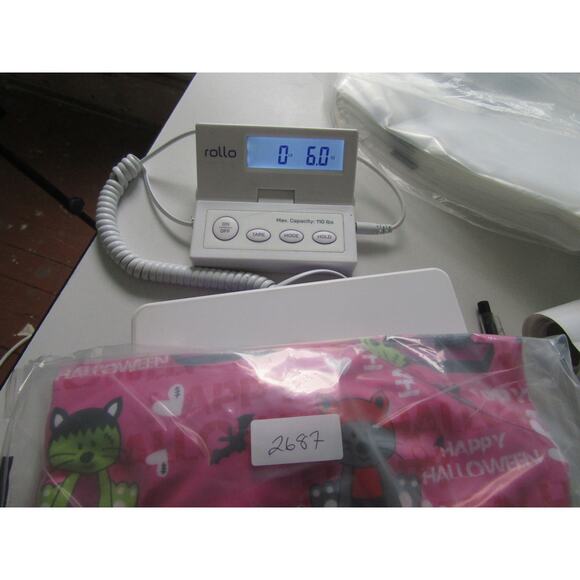 rollo
0 lb 6.0 oz
Max. Capacity: 110 lbs
ON
OFF
TARE
MODE
HOLD
HALLOWEEN
HAPPY
2687
HAPPY
HALLOWEEN